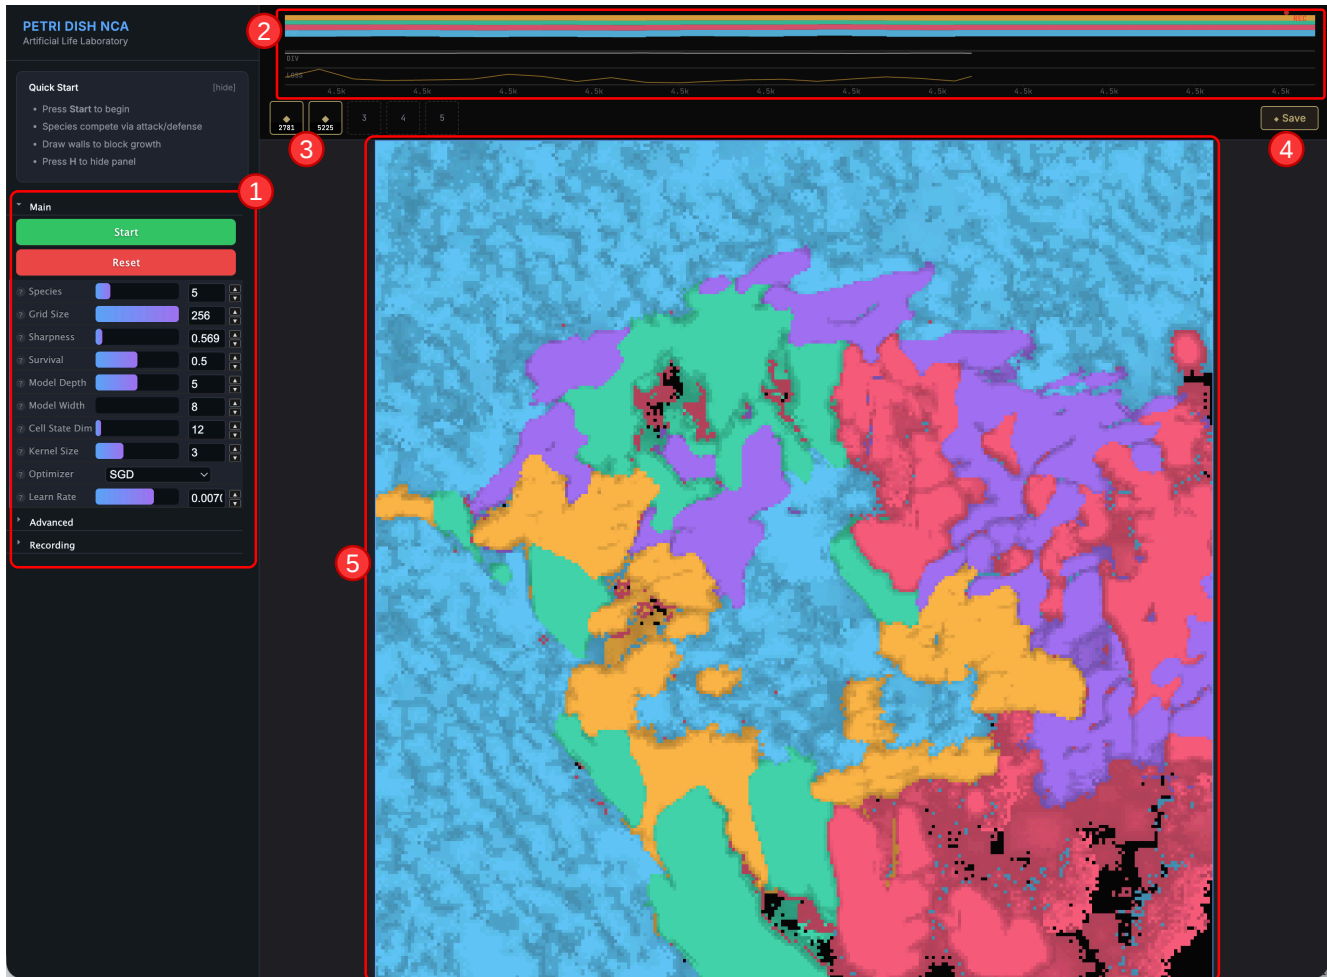 PETRI DISH NCA
Artificial Life Laboratory
Quick Start [hide]
• Press Start to begin
• Species compete via attack/defense
• Draw walls to block growth
• Press H to hide panel
1
Main
Start
Reset
? Species 5
? Grid Size 256
? Sharpness 0.569
? Survival 0.5
? Model Depth 5
? Model Width 8
? Cell State Dim 12
? Kernel Size 3
? Optimizer SGD
? Learn Rate 0.0070
Advanced
Recording
2
REC
DIV
LOSS
4.5k 4.5k 4.5k 4.5k 4.5k 4.5k 4.5k 4.5k 4.5k 4.5k 4.5k 4.5k
2781 5225 3 4 5
Save
3
4
5